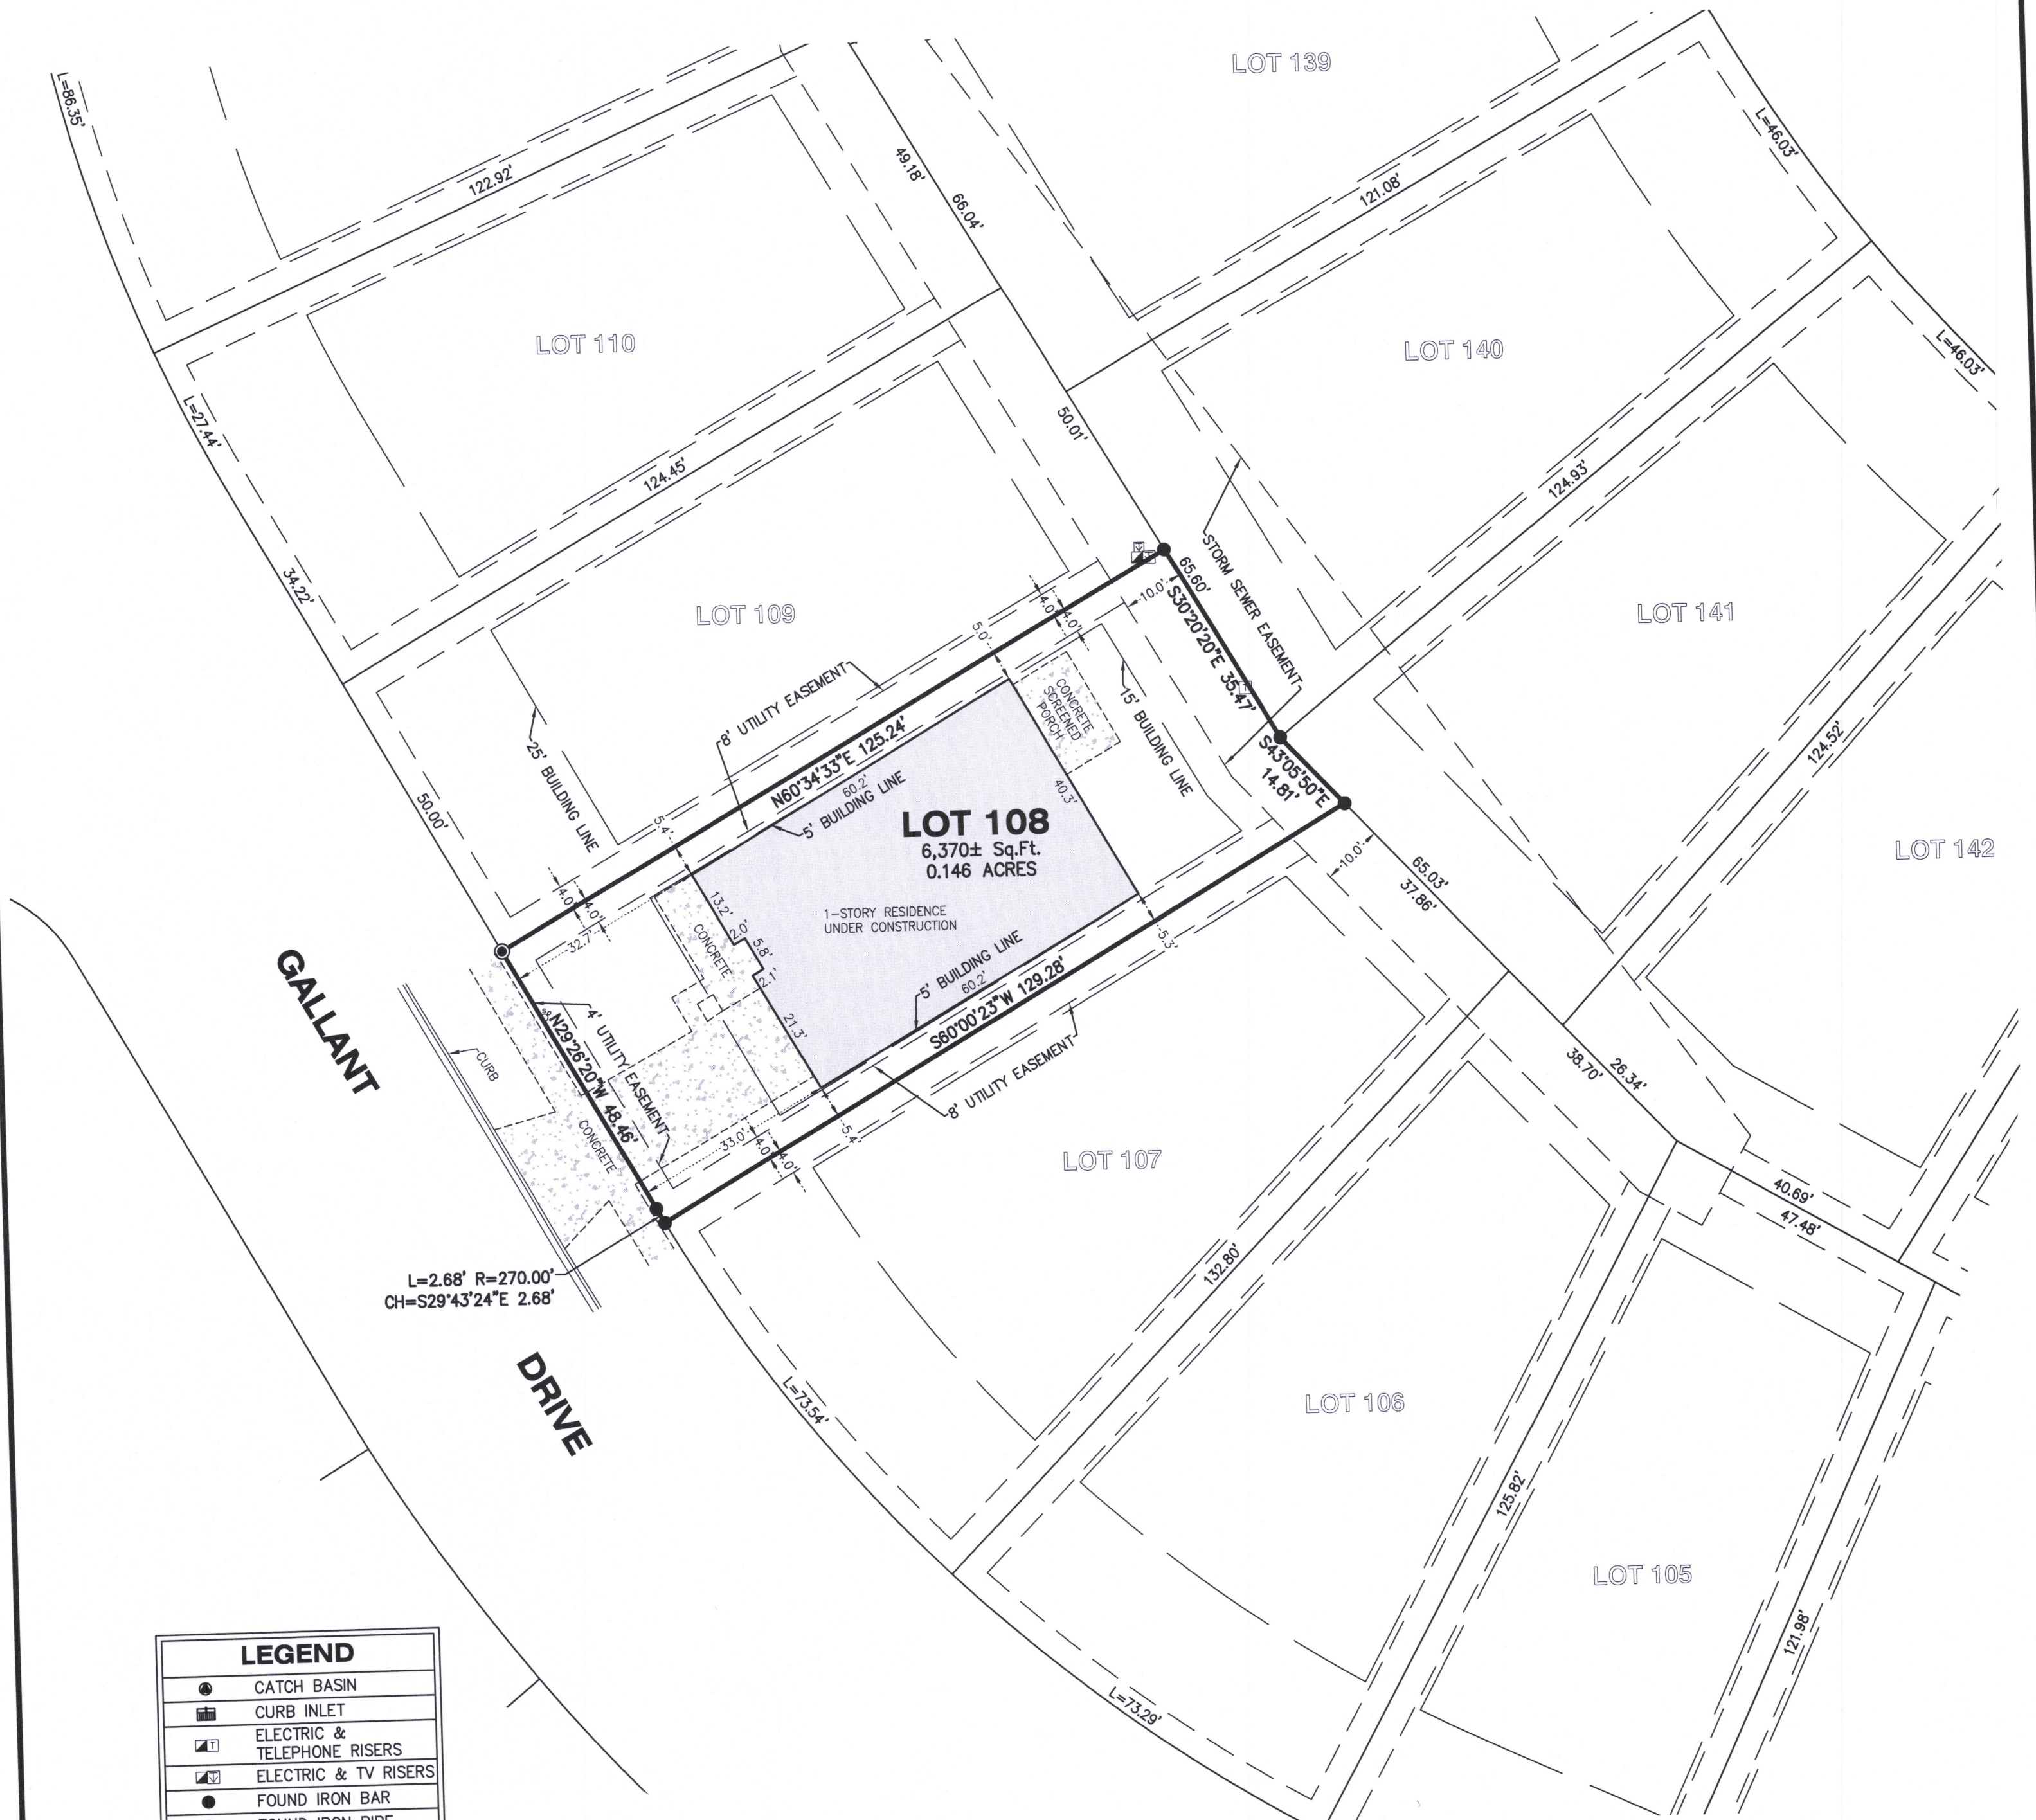 LOT 139
L=86.35'
L=46.03'
122.92'
49.18'
66.04'
121.08'
LOT 110
LOT 140
L=46.03'
L=27.44'
50.01'
124.45'
124.93'
34.22'
LOT 109
LOT 141
STORM SEWER EASEMENT
65.60'
S30°20'20"E 35.47'
10.0'
4.0'
4.0'
5.0'
8' UTILITY EASEMENT
N60°34'33"E 125.24'
CONCRETE
SCREENED
PORCH
15' BUILDING LINE
S43°05'50"E
14.81'
25' BUILDING LINE
60.2'
5' BUILDING LINE
40.3'
124.52'
50.00'
5.4'
LOT 108
6,370± Sq.Ft.
0.146 ACRES
LOT 142
10.0'
65.03'
37.86'
4.0'
4.0'
32.7'
13.2'
2.0'
5.8'
2.1'
21.3'
CONCRETE
1-STORY RESIDENCE
UNDER CONSTRUCTION
5' BUILDING LINE
60.2'
5.3'
S60°00'23"W 129.28'
GALLANT
CURB
4' UTILITY EASEMENT
N29°26'20"W 48.46'
CONCRETE
8' UTILITY EASEMENT
33.0'
4.0'
4.0'
5.4'
38.70'
26.34'
LOT 107
40.69'
47.48'
L=2.68' R=270.00'
CH=S29°43'24"E 2.68'
132.80'
DRIVE
L=73.54'
LOT 106
125.82'
LOT 105
121.98'
L=73.29'
LEGEND
CATCH BASIN
CURB INLET
ELECTRIC &
TELEPHONE RISERS
T
ELECTRIC & TV RISERS
FOUND IRON BAR
FOUND IRON PIPE